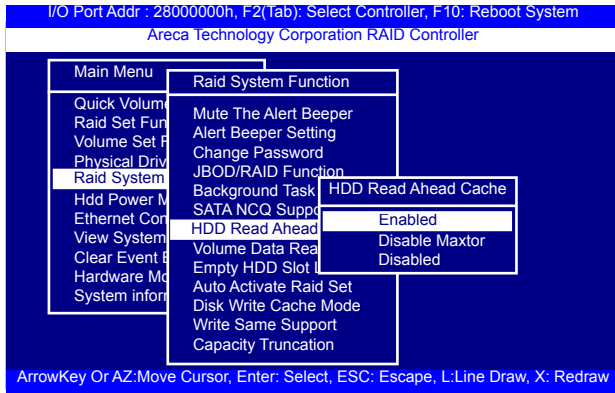 I/O Port Addr : 28000000h, F2(Tab): Select Controller, F10: Reboot System
Areca Technology Corporation RAID Controller
Main Menu
Quick Volume
Raid Set Fun
Volume Set F
Physical Driv
Raid System
Hdd Power M
Ethernet Con
View System
Clear Event B
Hardware Mo
System inform
Raid System Function
Mute The Alert Beeper
Alert Beeper Setting
Change Password
JBOD/RAID Function
Background Task
SATA NCQ Suppo
HDD Read Ahead
Volume Data Rea
Empty HDD Slot L
Auto Activate Raid Set
Disk Write Cache Mode
Write Same Support
Capacity Truncation
HDD Read Ahead Cache
Enabled
Disable Maxtor
Disabled
ArrowKey Or AZ:Move Cursor, Enter: Select, ESC: Escape, L:Line Draw, X: Redraw